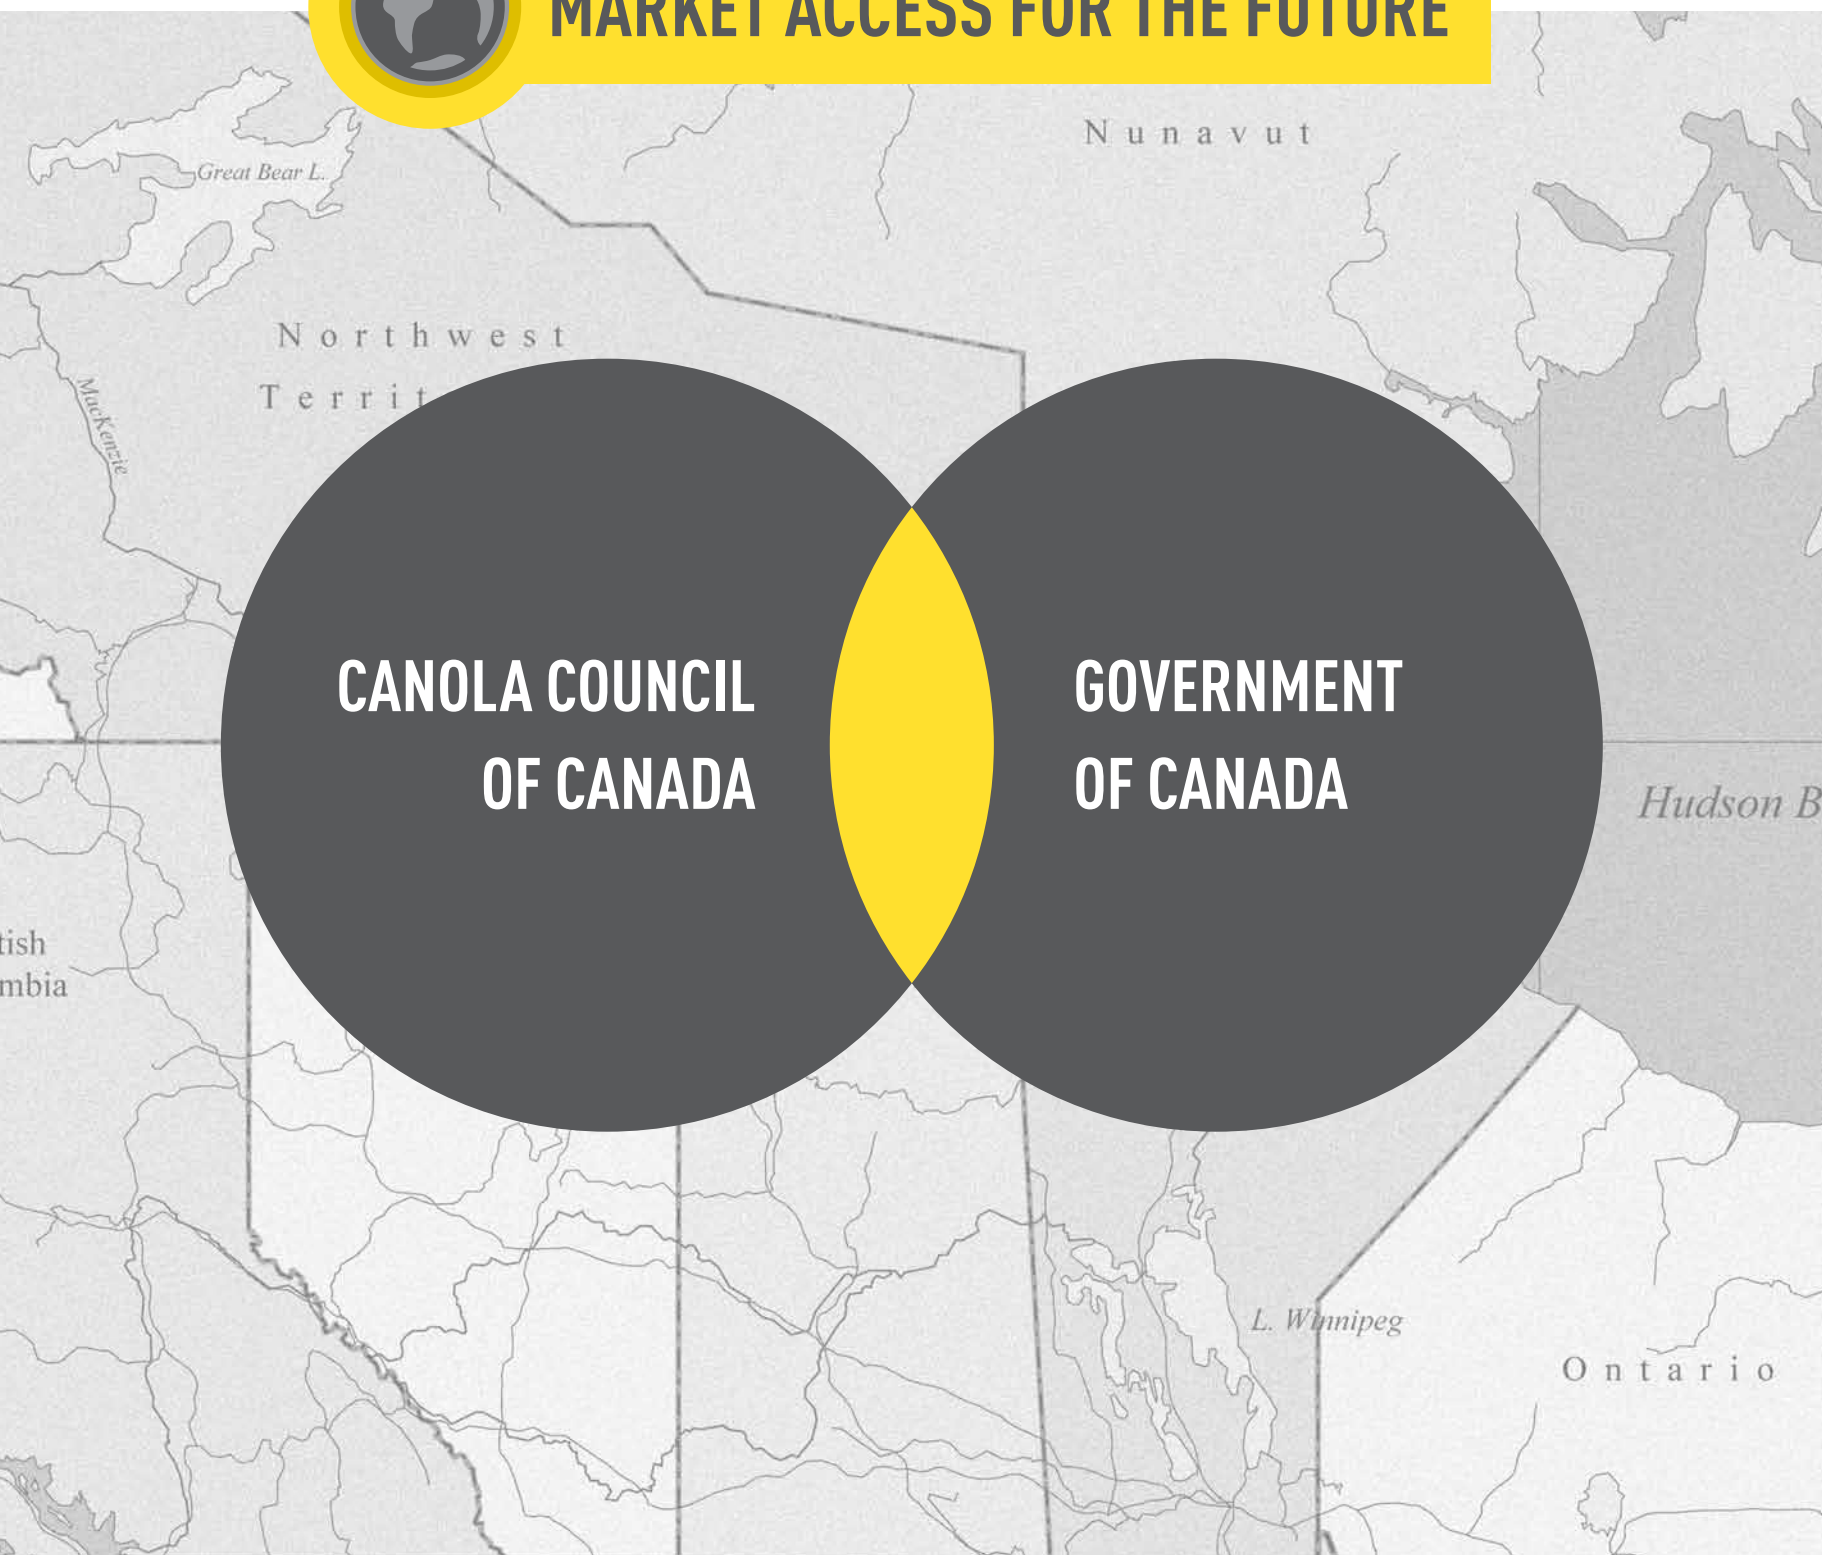 MARKET ACCESS FOR THE FUTURE
Nunavut
Great Bear L.
Northwest
Territ
MacKenzie
CANOLA COUNCIL
OF CANADA
GOVERNMENT
OF CANADA
Hudson B
tish
mbia
L. Winnipeg
Ontario